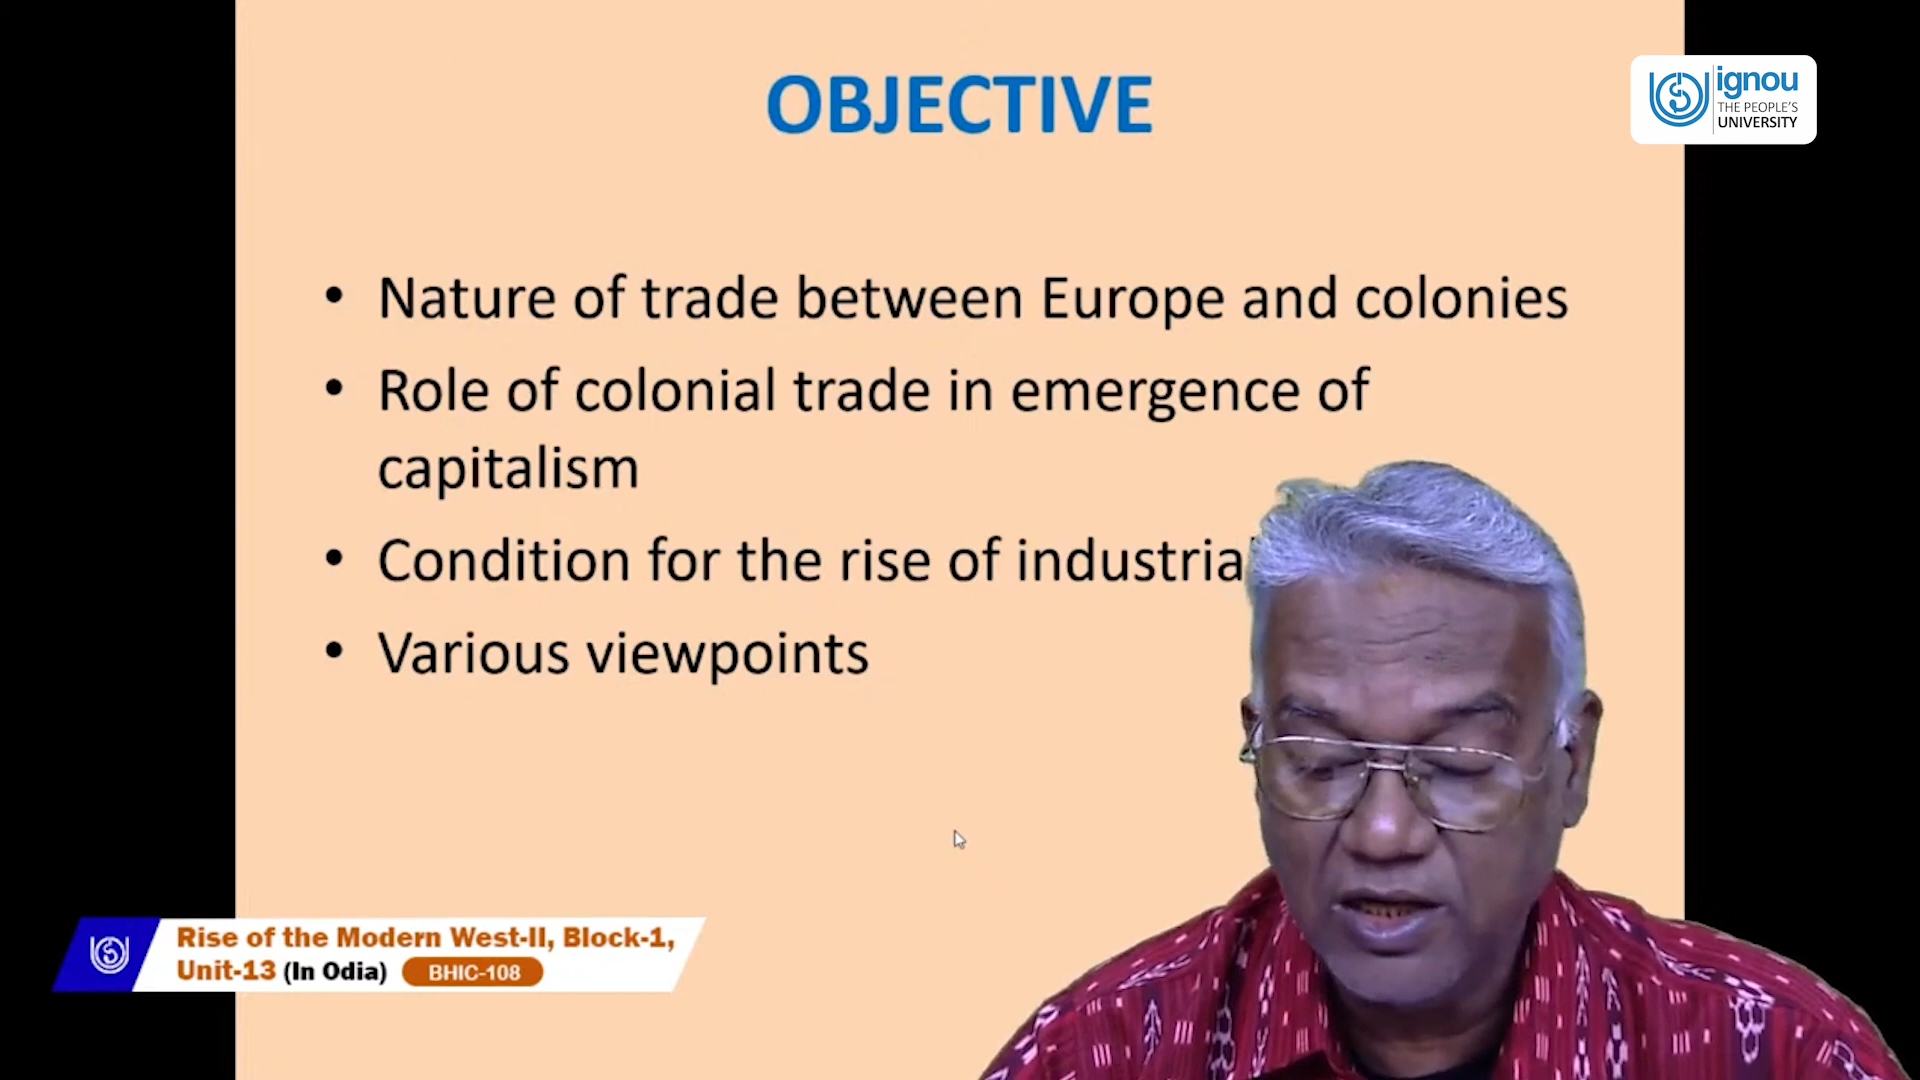 OBJECTIVE
ignou
THE PEOPLE'S
UNIVERSITY
• Nature of trade between Europe and colonies
• Role of colonial trade in emergence of
capitalism
• Condition for the rise of
• Various viewpoints
Rise of the Modern West-II, Block-1,
Unit-13 (In Odia) BHIC-108